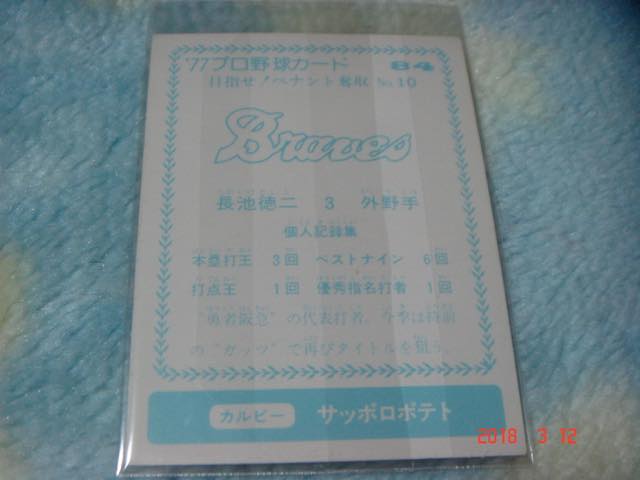 '77プロ野球カード 84
目指せ!ペナント奪取 No.10
Braves
長池徳二 3 外野手
個人記録集
本塁打王 3回 ベストナイン 6回
打点王 1回 優秀指名打者 1回
"勇者阪急"の代表打者。今季は持前
の"ガッツ"で再びタイトルを狙う。
カルビー サッポロポテト
2018 3 12